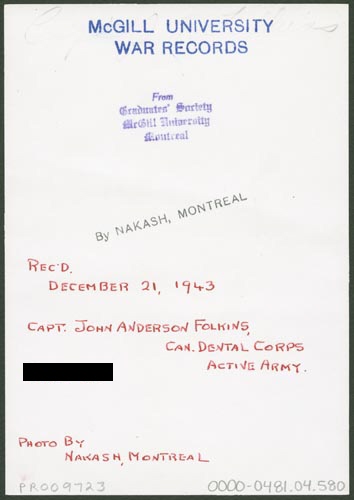 McGILL UNIVERSITY
WAR RECORDS
From
Graduates' Society
McGill University
Montreal
By NAKASH, MONTREAL
REC'D.
DECEMBER 21, 1943
CAPT. JOHN ANDERSON FOLKINS,
CAN. DENTAL CORPS
ACTIVE ARMY.
PHOTO BY
NAKASH, MONTREAL
PR009723
0000-0481.04.580